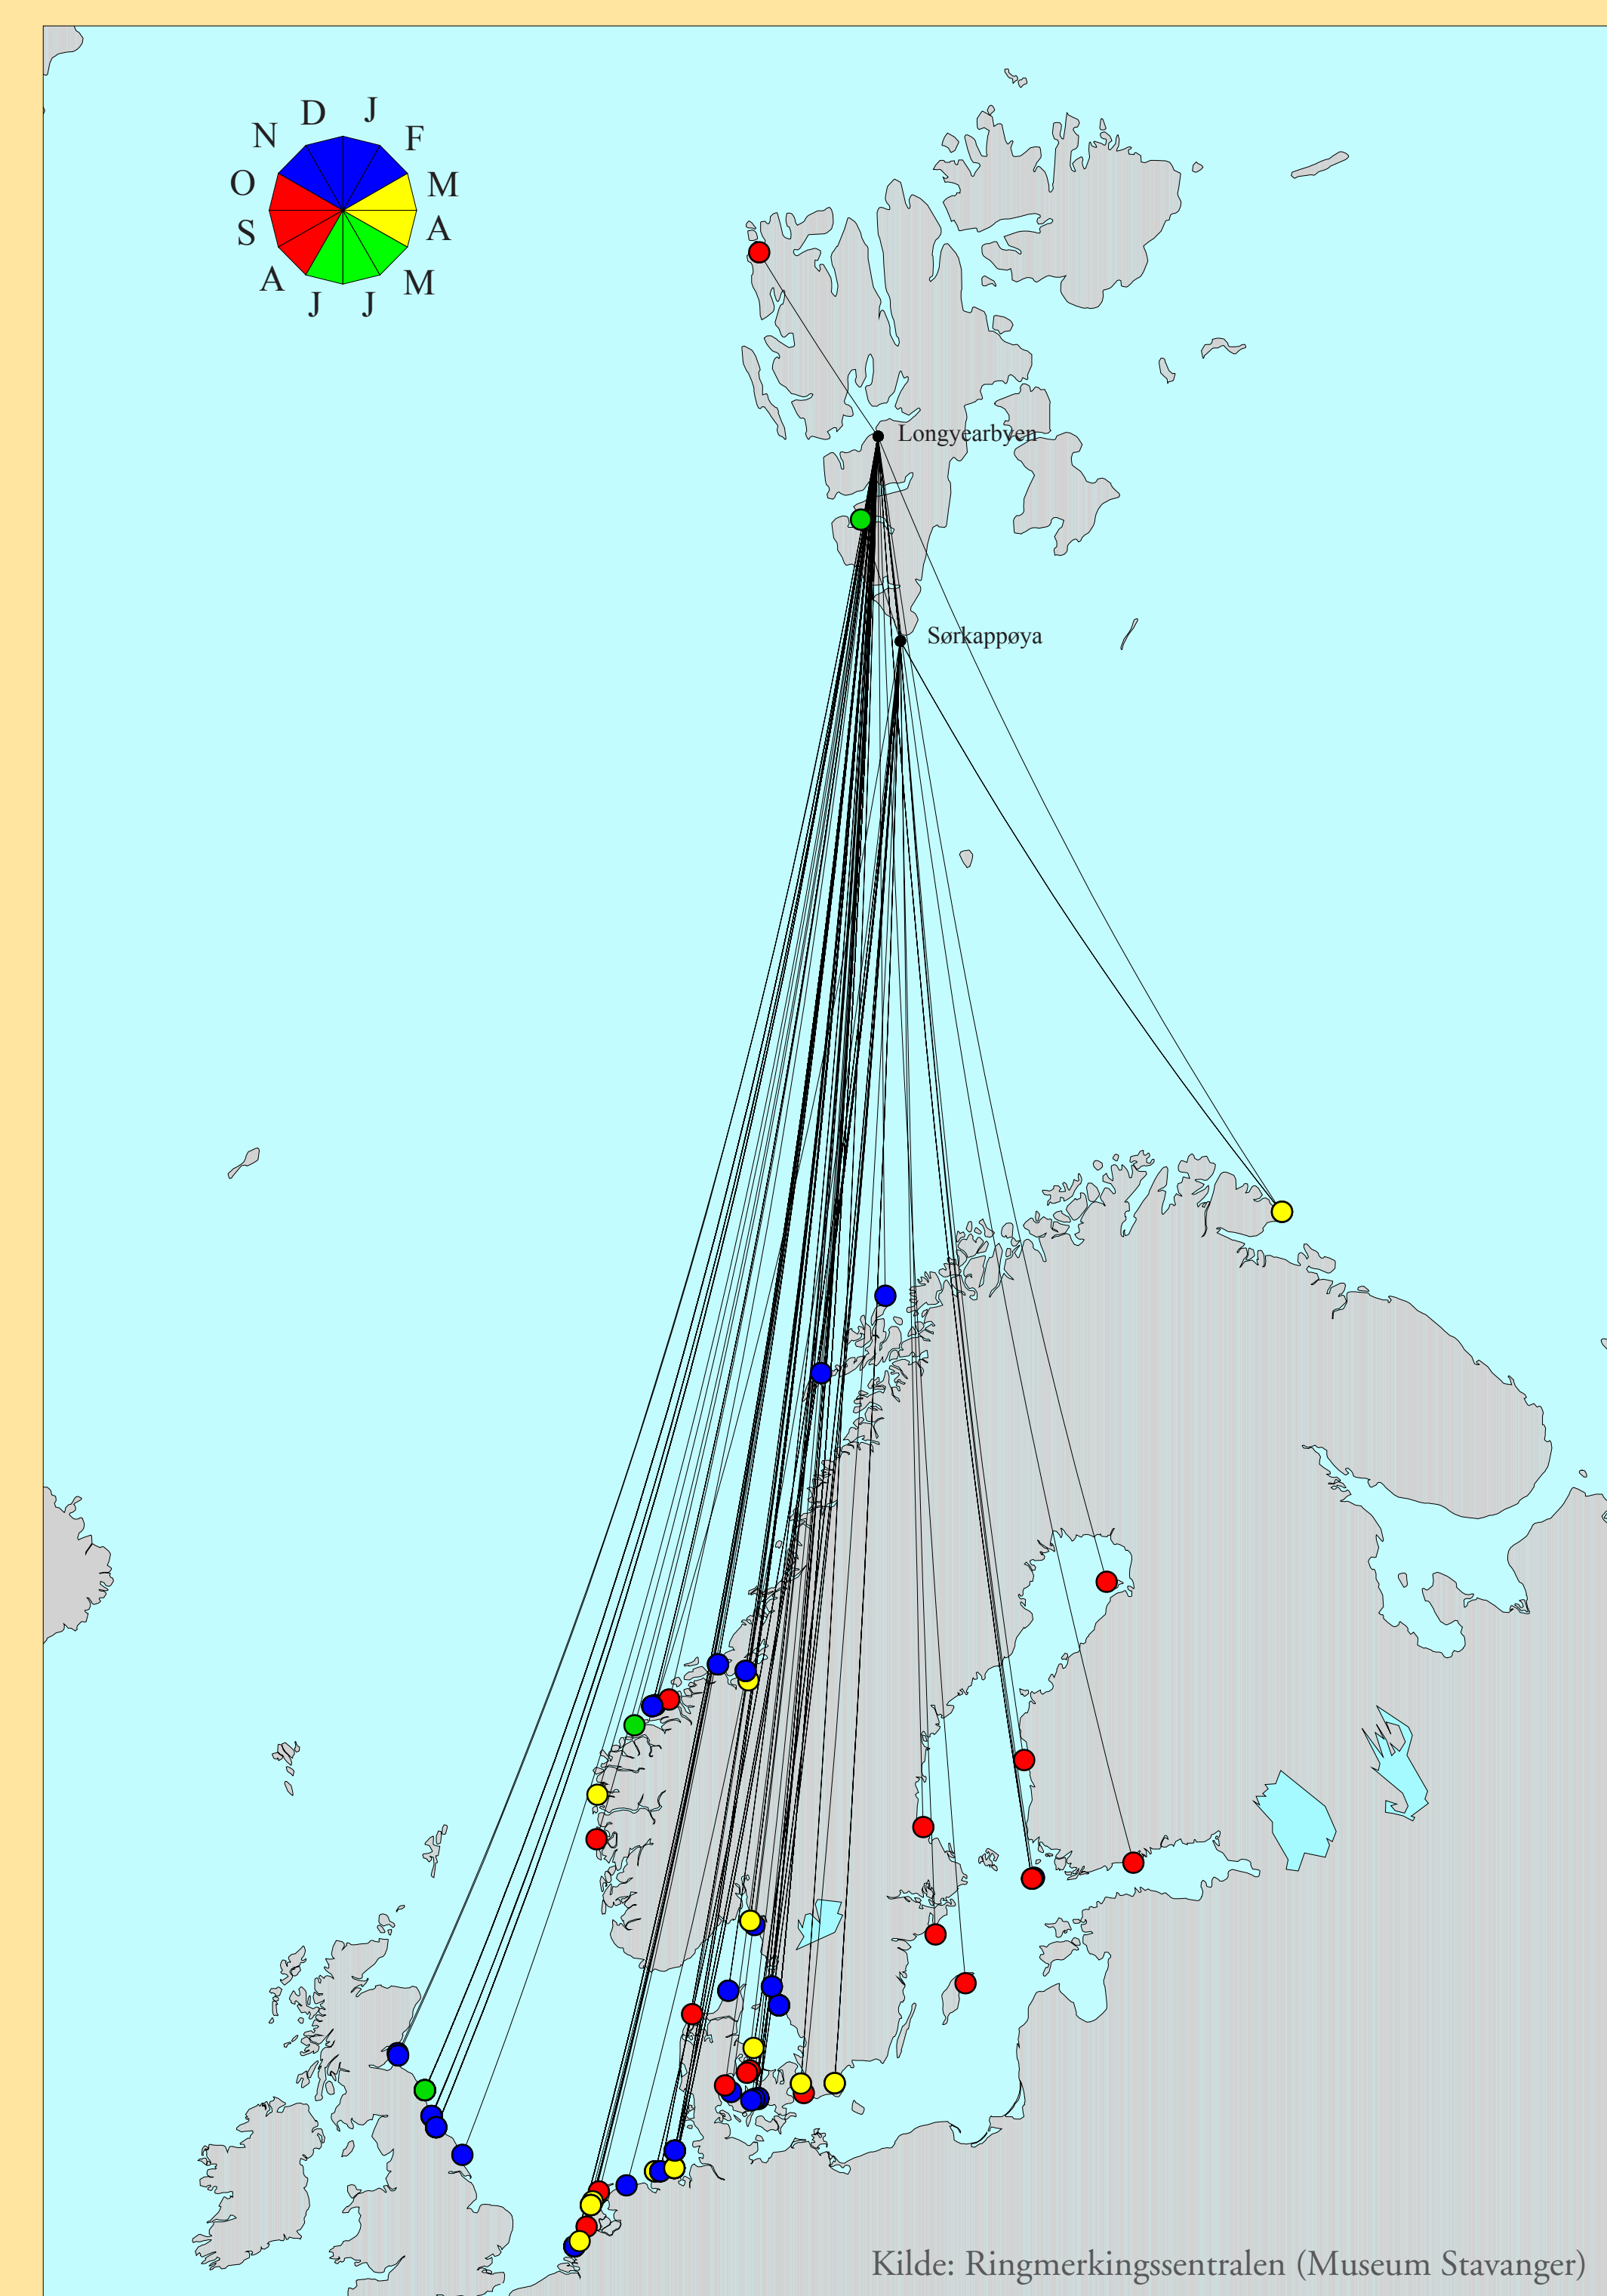 D J
N F
O M
S A
A M
J J
Longyearbyen
Sørkappøya
Kilde: Ringmerkingssentralen (Museum Stavanger)